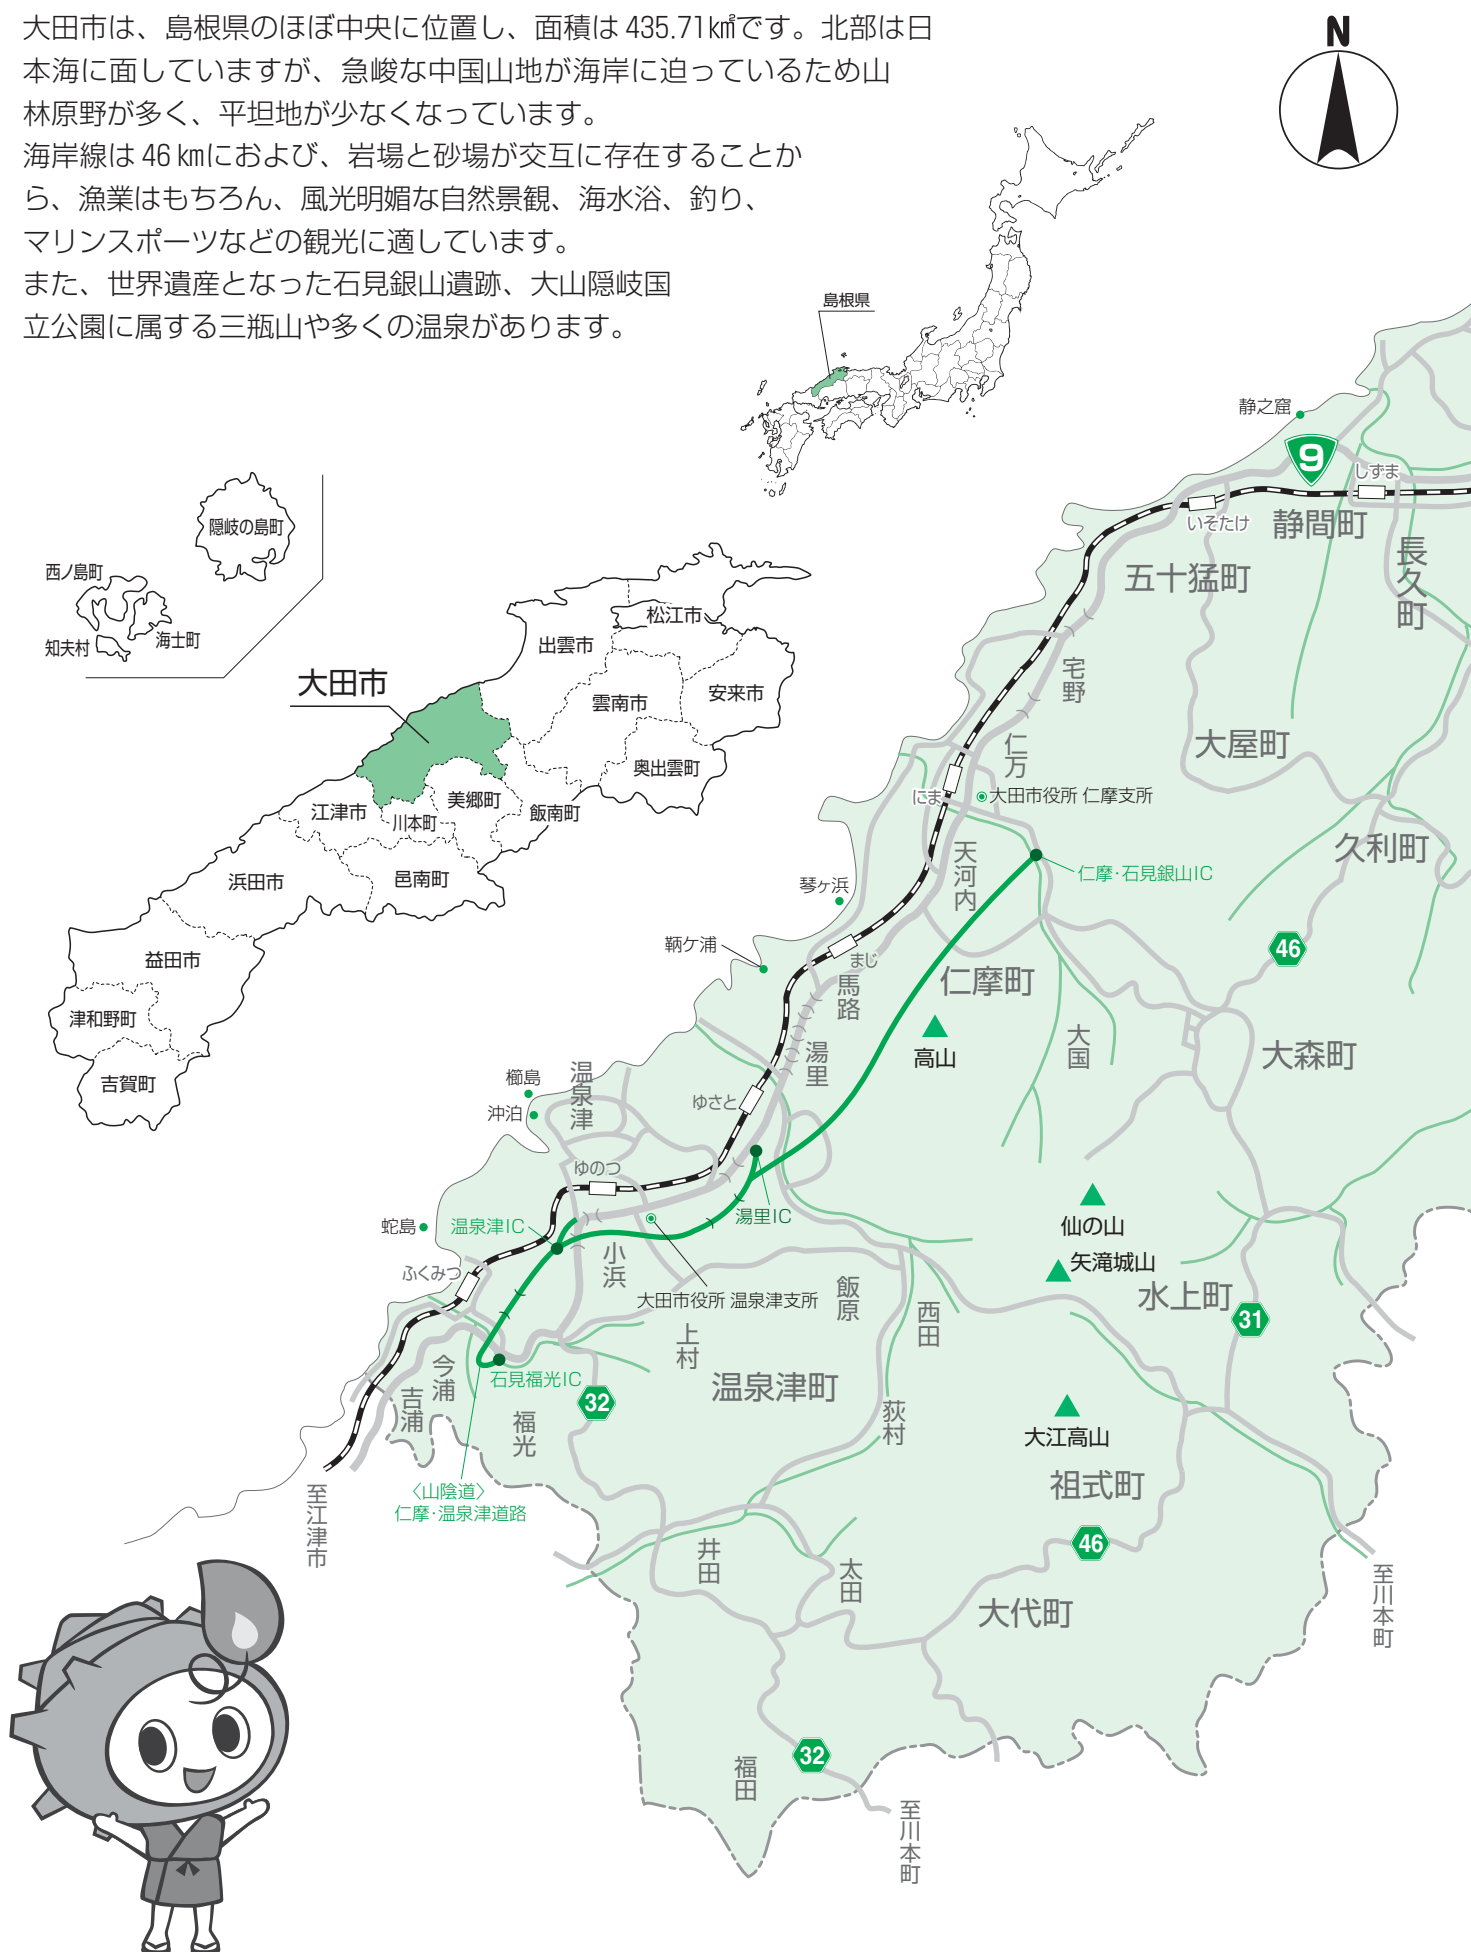 大田市は、島根県のほぼ中央に位置し、面積は 435.71㎢です。北部は日
本海に面していますが、急峻な中国山地が海岸に迫っているため山
林原野が多く、平坦地が少なくなっています。
海岸線は 46 ㎞におよび、岩場と砂場が交互に存在することか
ら、漁業はもちろん、風光明媚な自然景観、海水浴、釣り、
マリンスポーツなどの観光に適しています。
また、世界遺産となった石見銀山遺跡、大山隠岐国
立公園に属する三瓶山や多くの温泉があります。
N
島根県
隠岐の島町
西ノ島町
海士町
知夫村
大田市
松江市
出雲市
安来市
雲南市
奥出雲町
飯南町
美郷町
川本町
江津市
邑南町
浜田市
益田市
津和野町
吉賀町
静之窟
9
しずま
いそたけ
静間町
長久町
五十猛町
宅野
仁万
大屋町
にま
大田市役所 仁摩支所
久利町
天河内
仁摩・石見銀山IC
琴ヶ浜
鞆ケ浦
まじ
馬路
46
仁摩町
高山
大国
大森町
湯里
温泉津
櫛島
沖泊
ゆさと
ゆのつ
湯里IC
蛇島
温泉津IC
小浜
ふくみつ
大田市役所 温泉津支所
飯原
西田
仙の山
矢滝城山
水上町
31
上村
今浦
吉浦
石見福光IC
32
福光
温泉津町
荻村
大江高山
祖式町
〈山陰道〉
仁摩・温泉津道路
至江津市
井田
太田
46
大代町
至川本町
32
福田
至川本町